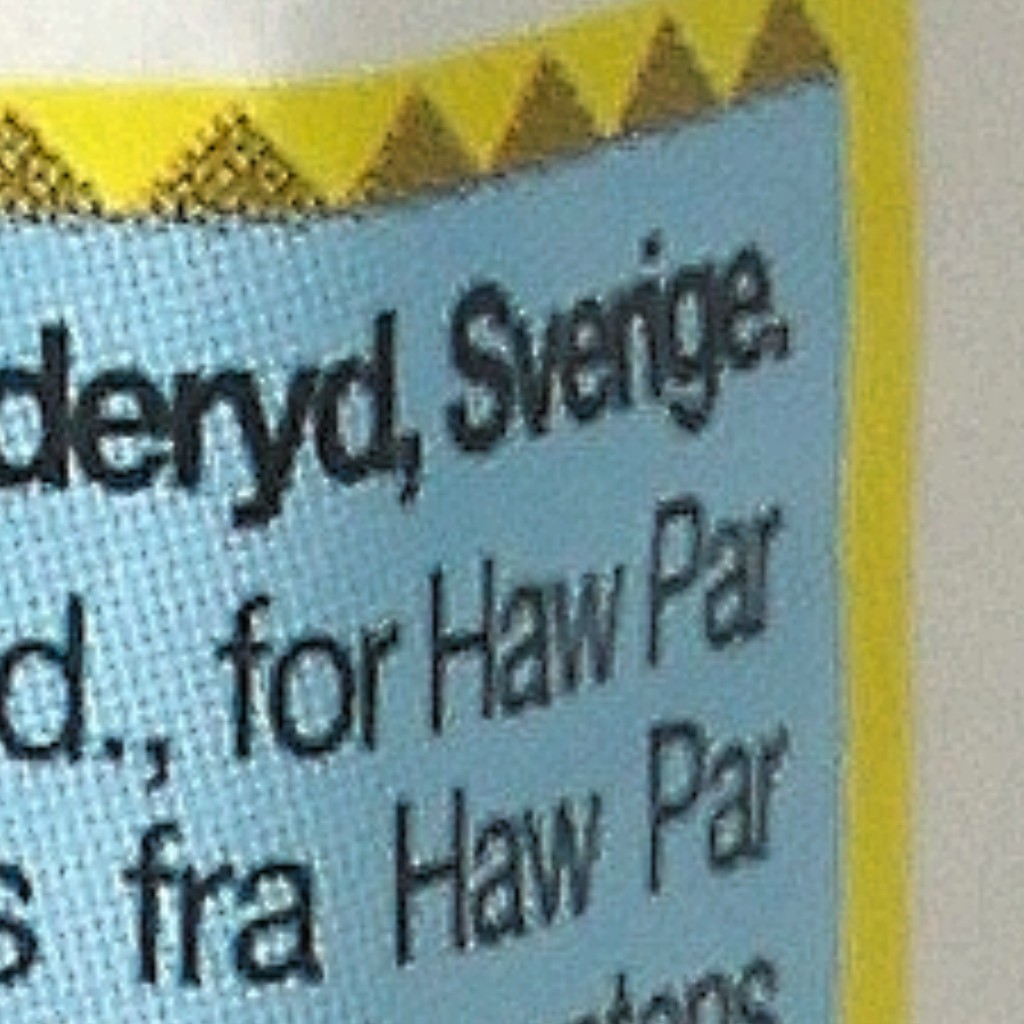 deryd, Sverige.
d., for Haw Par
s fra Haw Par